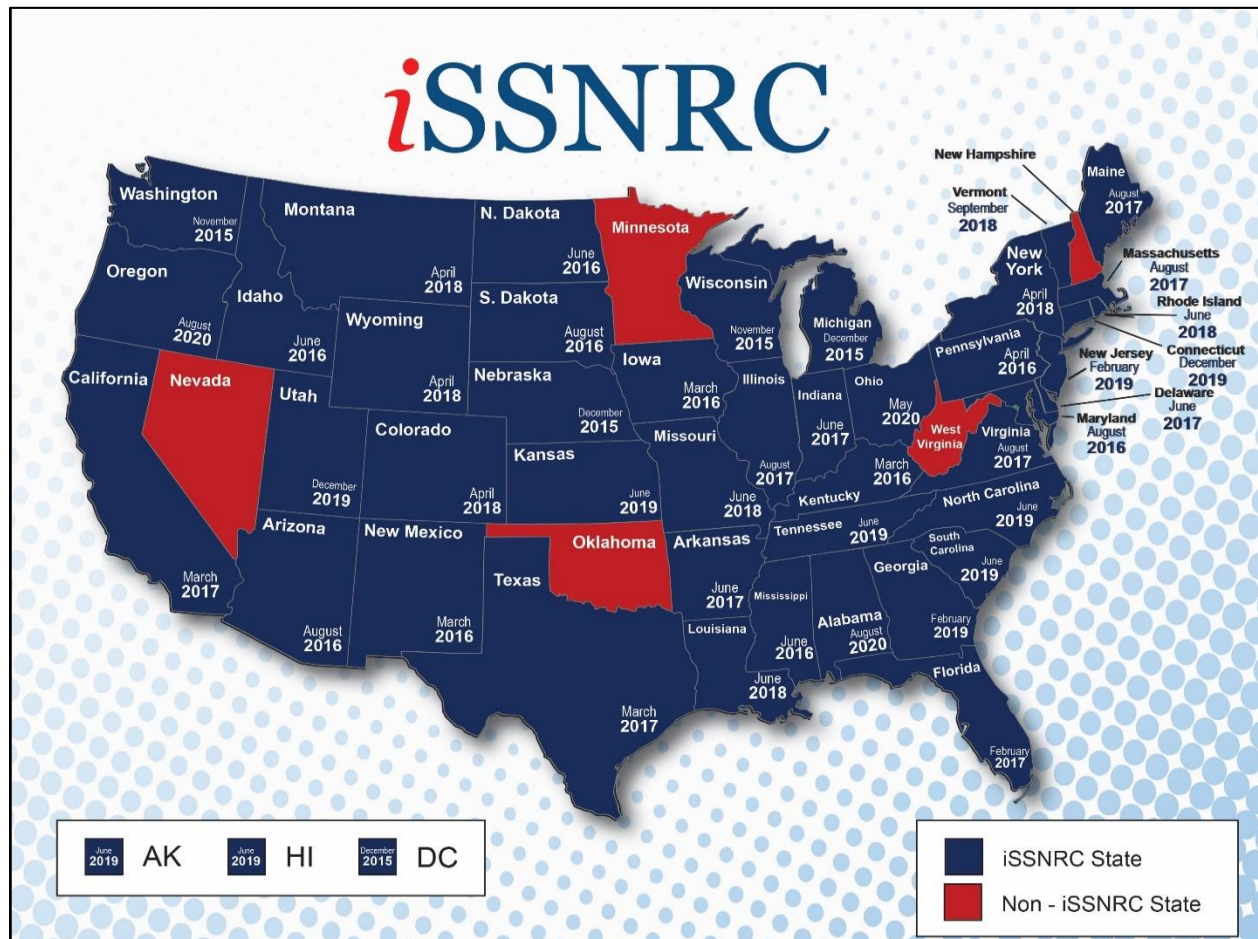 iSSNRC
Washington
November
2015
Montana
April
2018
N. Dakota
June
2016
Minnesota
Wisconsin
November
2015
Michigan
December
2015
New Hampshire
Vermont
September
2018
Maine
August
2017
New
York
April
2018
Massachusetts
August
2017
Rhode Island
June
2018
Connecticut
December
2019
New Jersey
February
2019
Delaware
June
2017
Maryland
August
2016
Oregon
August
2020
Idaho
June
2016
Wyoming
April
2018
S. Dakota
August
2016
Iowa
March
2016
Pennsylvania
April
2016
California
March
2017
Nevada
Utah
December
2019
Colorado
April
2018
Nebraska
December
2015
Kansas
June
2019
Missouri
June
2018
Illinois
August
2017
Indiana
June
2017
Ohio
May
2020
West
Virginia
Virginia
August
2017
Kentucky
March
2016
North Carolina
June
2019
Tennessee
June
2019
South
Carolina
June
2019
Arizona
August
2016
New Mexico
March
2016
Texas
March
2017
Oklahoma
Arkansas
June
2017
Louisiana
June
2018
Mississippi
June
2016
Alabama
August
2020
Georgia
February
2019
Florida
February
2017
June
2019
AK
June
2019
HI
December
2015
DC
iSSNRC State
Non - iSSNRC State